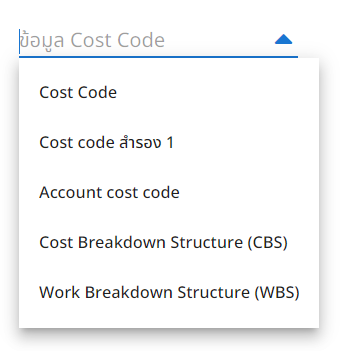 ข้อมูล Cost Code
Cost Code
Cost code สำรอง 1
Account cost code
Cost Breakdown Structure (CBS)
Work Breakdown Structure (WBS)